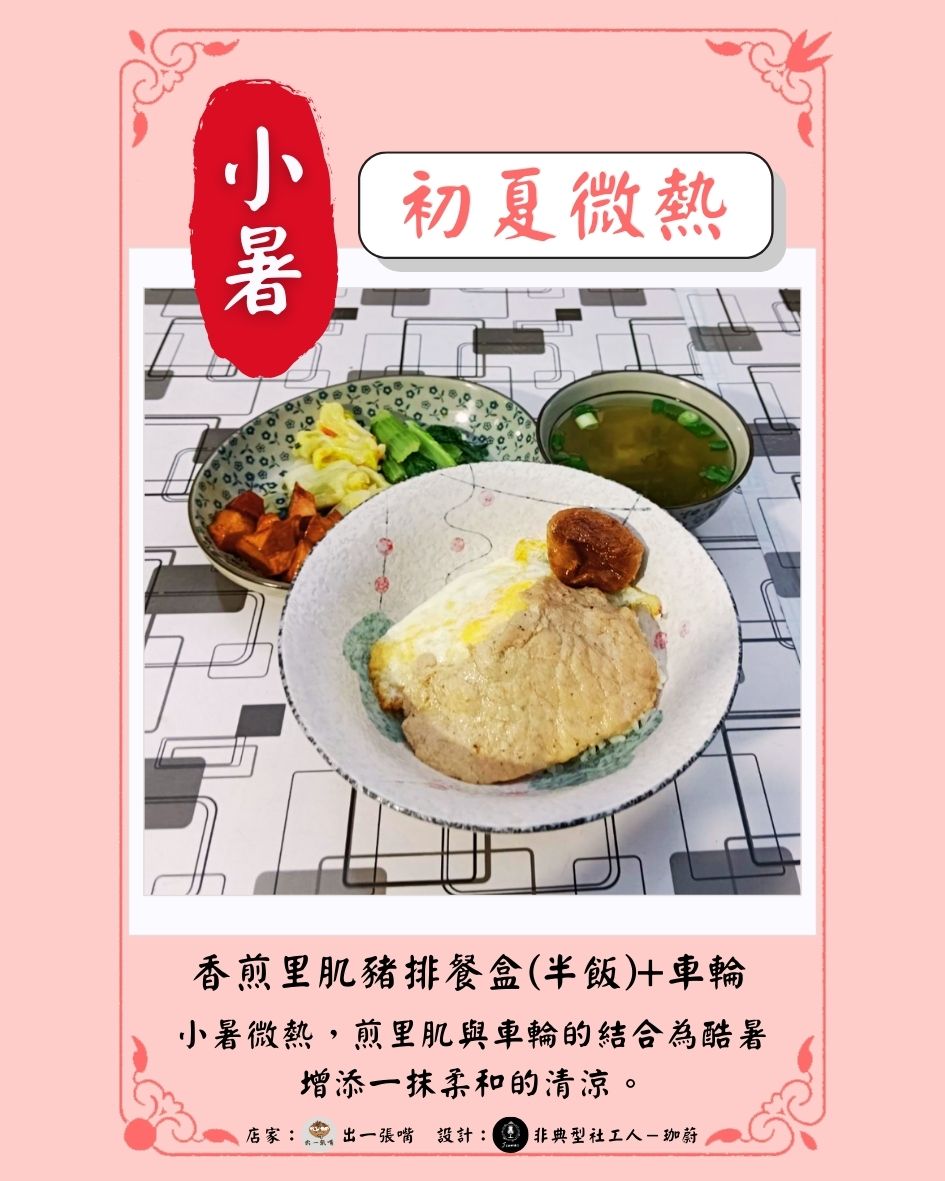 小暑
初夏微熱
香煎里肌豬排餐盒(半飯)+車輪
小暑微熱，煎里肌與車輪的結合為酷暑
增添一抹柔和的清涼。
店家：出一張嘴 設計：非典型社工人－珈蔚